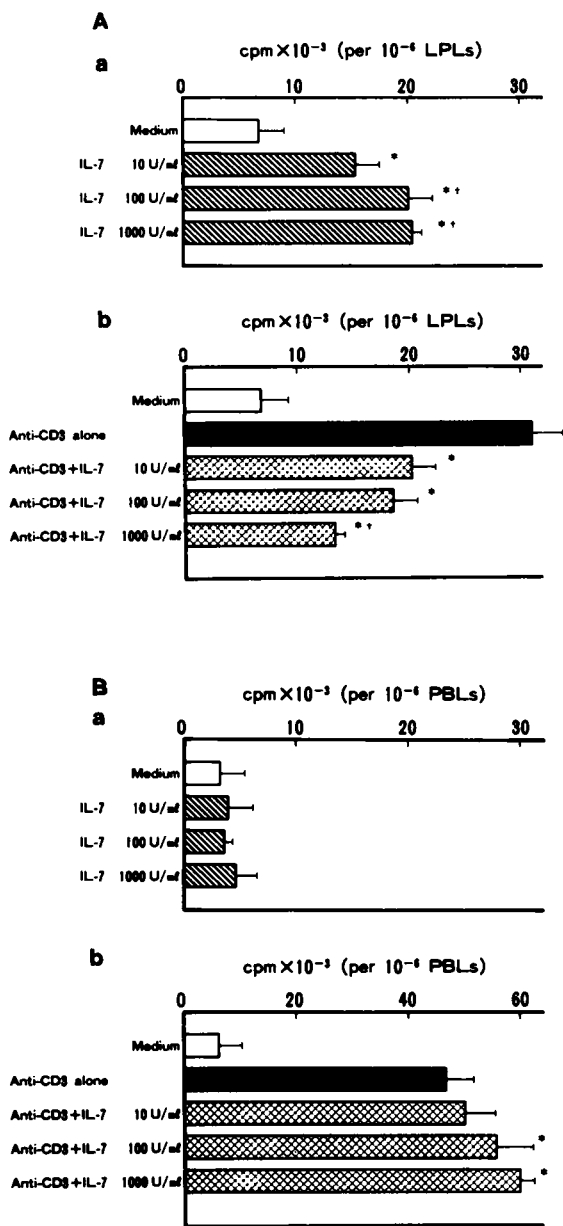 A
cpm×10⁻³ (per 10⁻⁶ LPLs)
a
0 10 20 30
Medium
IL-7 10 U/mℓ *
IL-7 100 U/mℓ * †
IL-7 1000 U/mℓ * †
b
cpm×10⁻³ (per 10⁻⁶ LPLs)
0 10 20 30
Medium
Anti-CD3 alone
Anti-CD3+IL-7 10 U/mℓ *
Anti-CD3+IL-7 100 U/mℓ *
Anti-CD3+IL-7 1000 U/mℓ * †
B
cpm×10⁻³ (per 10⁻⁶ PBLs)
a
0 10 20 30
Medium
IL-7 10 U/mℓ
IL-7 100 U/mℓ
IL-7 1000 U/mℓ
b
cpm×10⁻³ (per 10⁻⁶ PBLs)
0 20 40 60
Medium
Anti-CD3 alone
Anti-CD3+IL-7 10 U/mℓ
Anti-CD3+IL-7 100 U/mℓ *
Anti-CD3+IL-7 1000 U/mℓ *